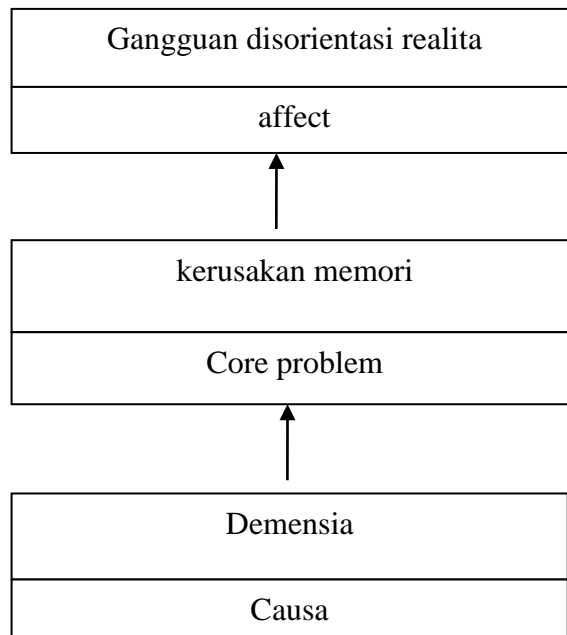 Gangguan disorientasi realita
affect
kerusakan memori
Core problem
Demensia
Causa